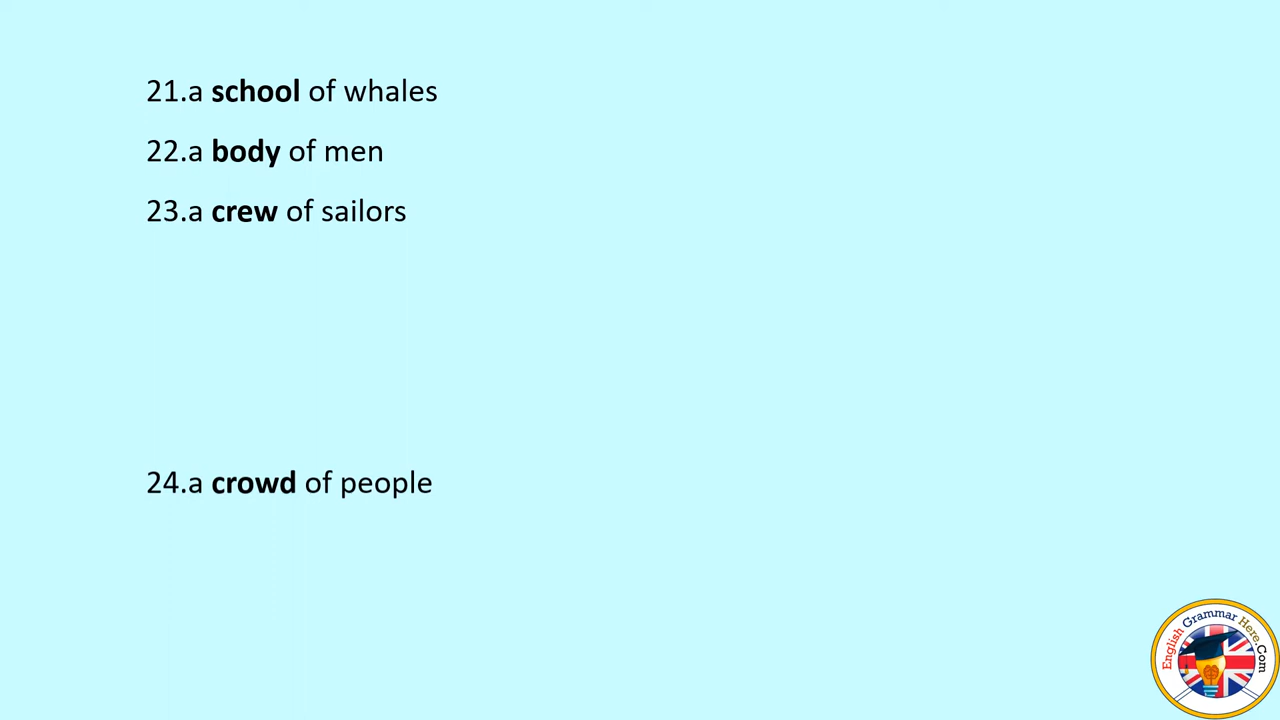 21.a school of whales
22.a body of men
23.a crew of sailors
24.a crowd of people
English Grammar Here.Com